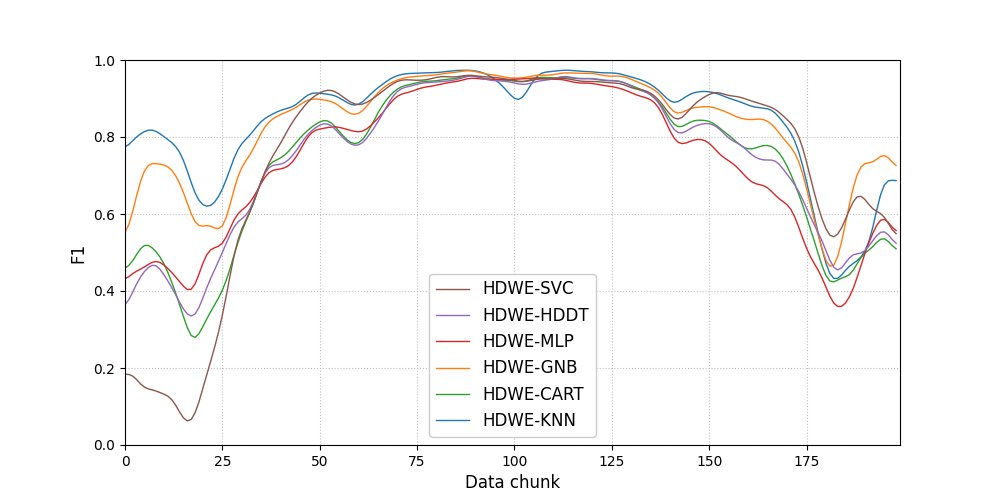 1.0
0.8
0.6
0.4
0.2
0.0
F1
HDWE-SVC
HDWE-HDDT
HDWE-MLP
HDWE-GNB
HDWE-CART
HDWE-KNN
0 25 50 75 100 125 150 175
Data chunk